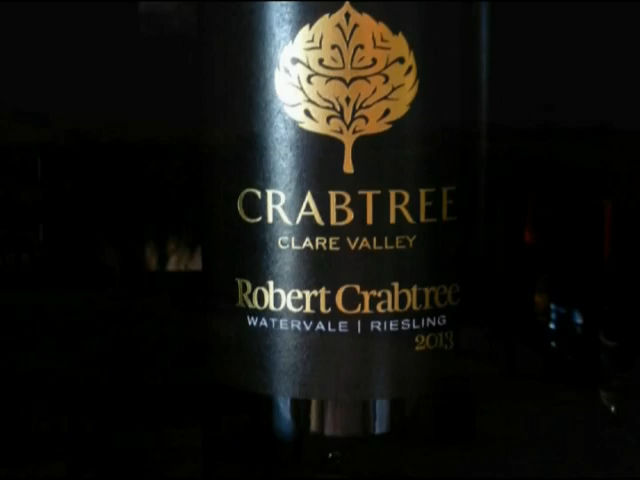 CRABTREE
CLARE VALLEY
Robert Crabtree
WATERVALE | RIESLING
2013